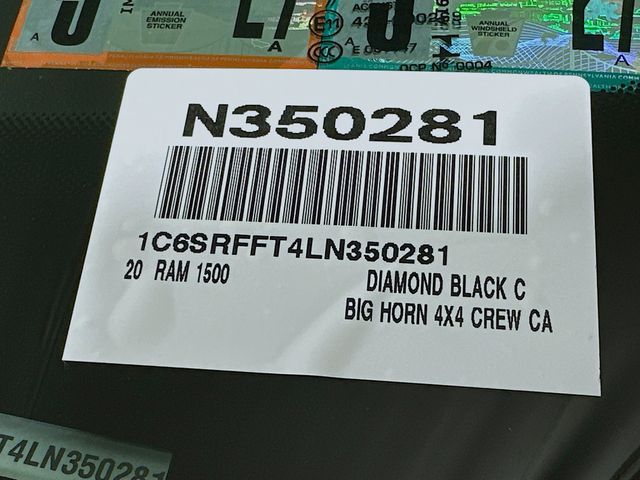 ANNUAL
EMISSION
STICKER
A
A
ANNUAL
WINDSHIELD
STICKER
A
A
N350281
1C6SRFFT4LN350281
20 RAM 1500
DIAMOND BLACK C
BIG HORN 4X4 CREW CA
T4LN350281